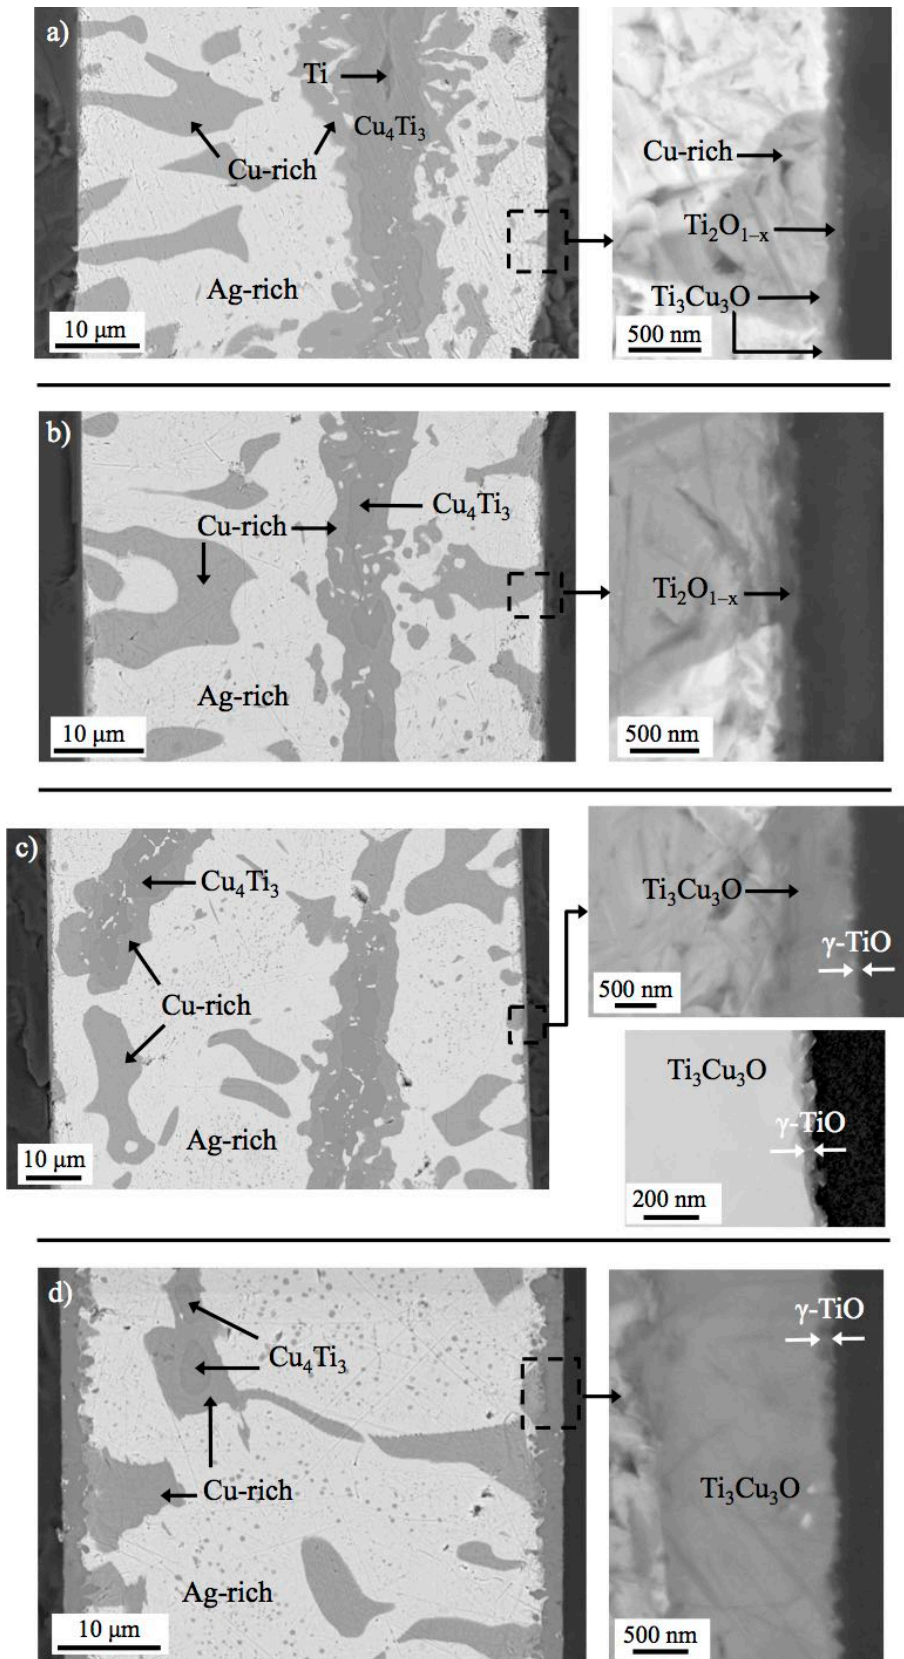 a)
Ti
Cu₄Ti₃
Cu-rich
Ag-rich
10 μm
Cu-rich
Ti₂O₁₋ₓ
Ti₃Cu₃O
500 nm
b)
Cu₄Ti₃
Cu-rich
Ag-rich
10 μm
Ti₂O₁₋ₓ
500 nm
c)
Cu₄Ti₃
Cu-rich
Ag-rich
10 μm
Ti₃Cu₃O
γ-TiO
500 nm
Ti₃Cu₃O
γ-TiO
200 nm
d)
Cu₄Ti₃
Cu-rich
Ag-rich
10 μm
γ-TiO
Ti₃Cu₃O
500 nm